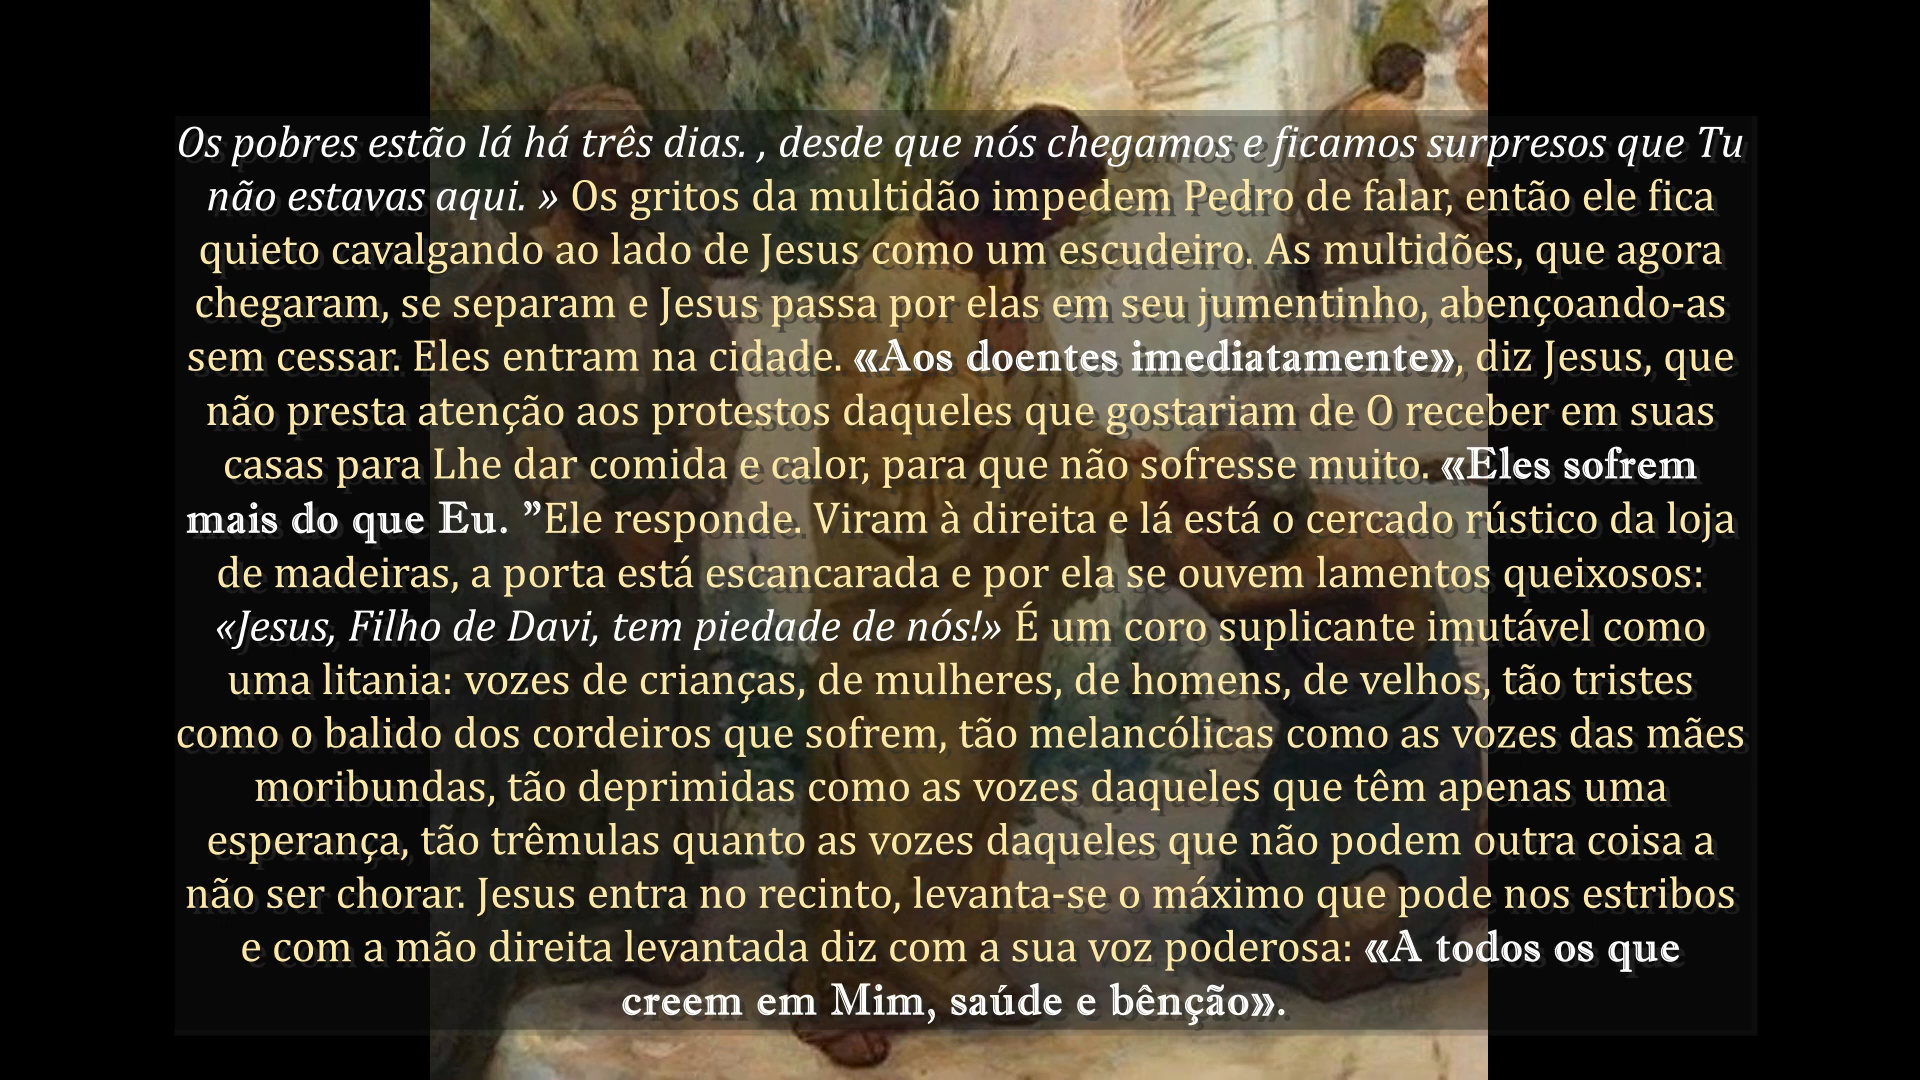 Os pobres estão lá há três dias. , desde que nós chegamos e ficamos surpresos que Tu
não estavas aqui. » Os gritos da multidão impedem Pedro de falar, então ele fica
quieto cavalgando ao lado de Jesus como um escudeiro. As multidões, que agora
chegaram, se separam e Jesus passa por elas em seu jumentinho, abençoando-as
sem cessar. Eles entram na cidade. «Aos doentes imediatamente», diz Jesus, que
não presta atenção aos protestos daqueles que gostariam de O receber em suas
casas para Lhe dar comida e calor, para que não sofresse muito. «Eles sofrem
mais do que Eu. ”Ele responde. Viram à direita e lá está o cercado rústico da loja
de madeiras, a porta está escancarada e por ela se ouvem lamentos queixosos:
«Jesus, Filho de Davi, tem piedade de nós!» É um coro suplicante imutável como
uma litania: vozes de crianças, de mulheres, de homens, de velhos, tão tristes
como o balido dos cordeiros que sofrem, tão melancólicas como as vozes das mães
moribundas, tão deprimidas como as vozes daqueles que têm apenas uma
esperança, tão trêmulas quanto as vozes daqueles que não podem outra coisa a
não ser chorar. Jesus entra no recinto, levanta-se o máximo que pode nos estribos
e com a mão direita levantada diz com a sua voz poderosa: «A todos os que
creem em Mim, saúde e bênção».